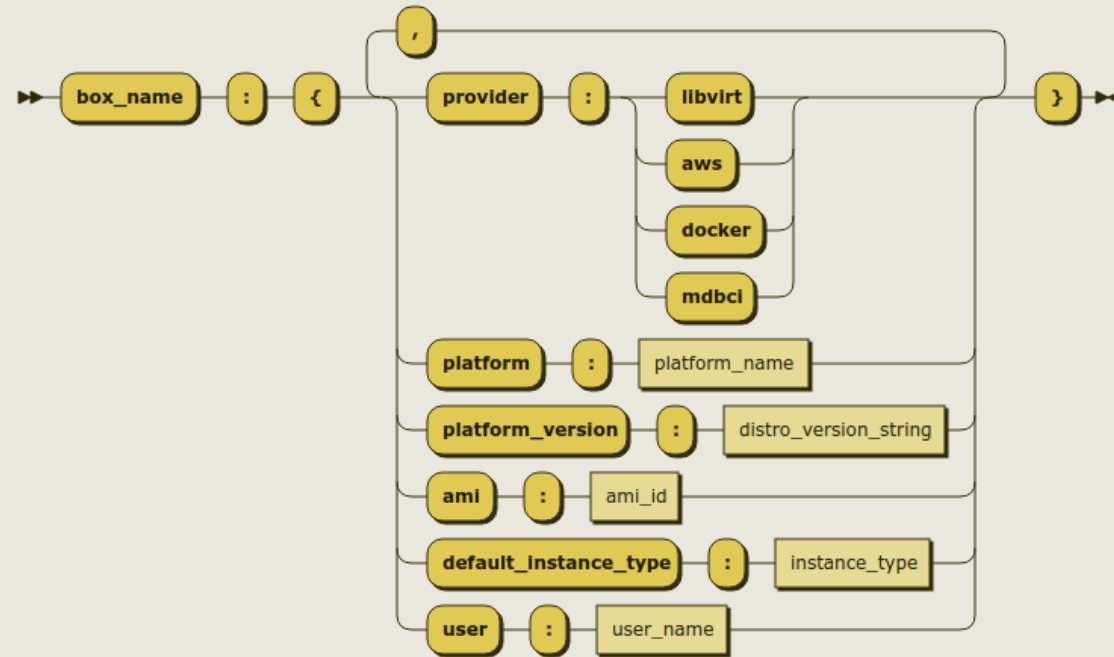 ,
box_name : { provider : libvirt }
aws
docker
mdbci
platform : platform_name
platform_version : distro_version_string
ami : ami_id
default_instance_type : instance_type
user : user_name